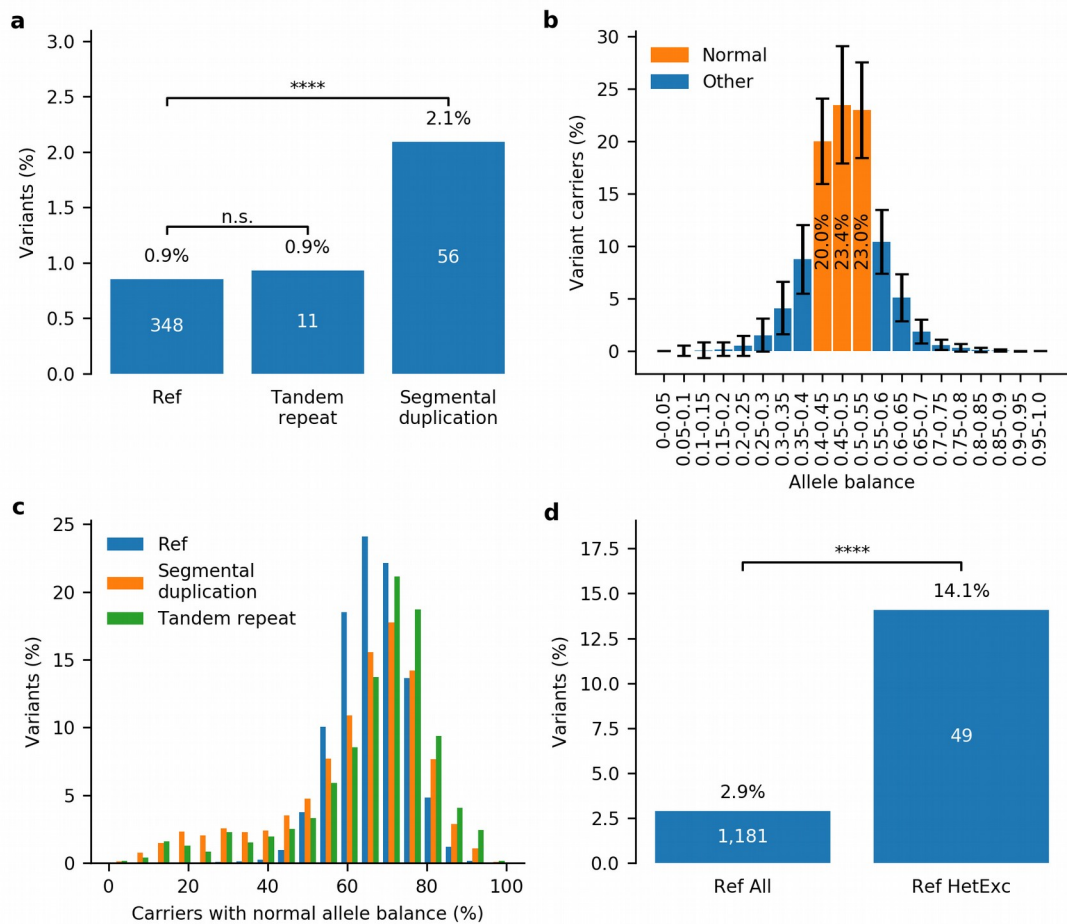 a
3.0
2.5
2.0
1.5
1.0
0.5
0.0
Variants (%)
****
2.1%
n.s.
0.9%
0.9%
348
11
56
Ref
Tandem
repeat
Segmental
duplication
b
30
25
20
15
10
5
0
Variant carriers (%)
Normal
Other
20.0%
23.4%
23.0%
0-0.05
0.05-0.1
0.1-0.15
0.15-0.2
0.2-0.25
0.25-0.3
0.3-0.35
0.35-0.4
0.4-0.45
0.45-0.5
0.5-0.55
0.55-0.6
0.6-0.65
0.65-0.7
0.7-0.75
0.75-0.8
0.8-0.85
0.85-0.9
0.9-0.95
0.95-1.0
Allele balance
c
25
20
15
10
5
0
Variants (%)
Ref
Segmental
duplication
Tandem repeat
0 20 40 60 80 100
Carriers with normal allele balance (%)
d
17.5
15.0
12.5
10.0
7.5
5.0
2.5
0.0
Variants (%)
****
14.1%
49
2.9%
1,181
Ref All
Ref HetExc